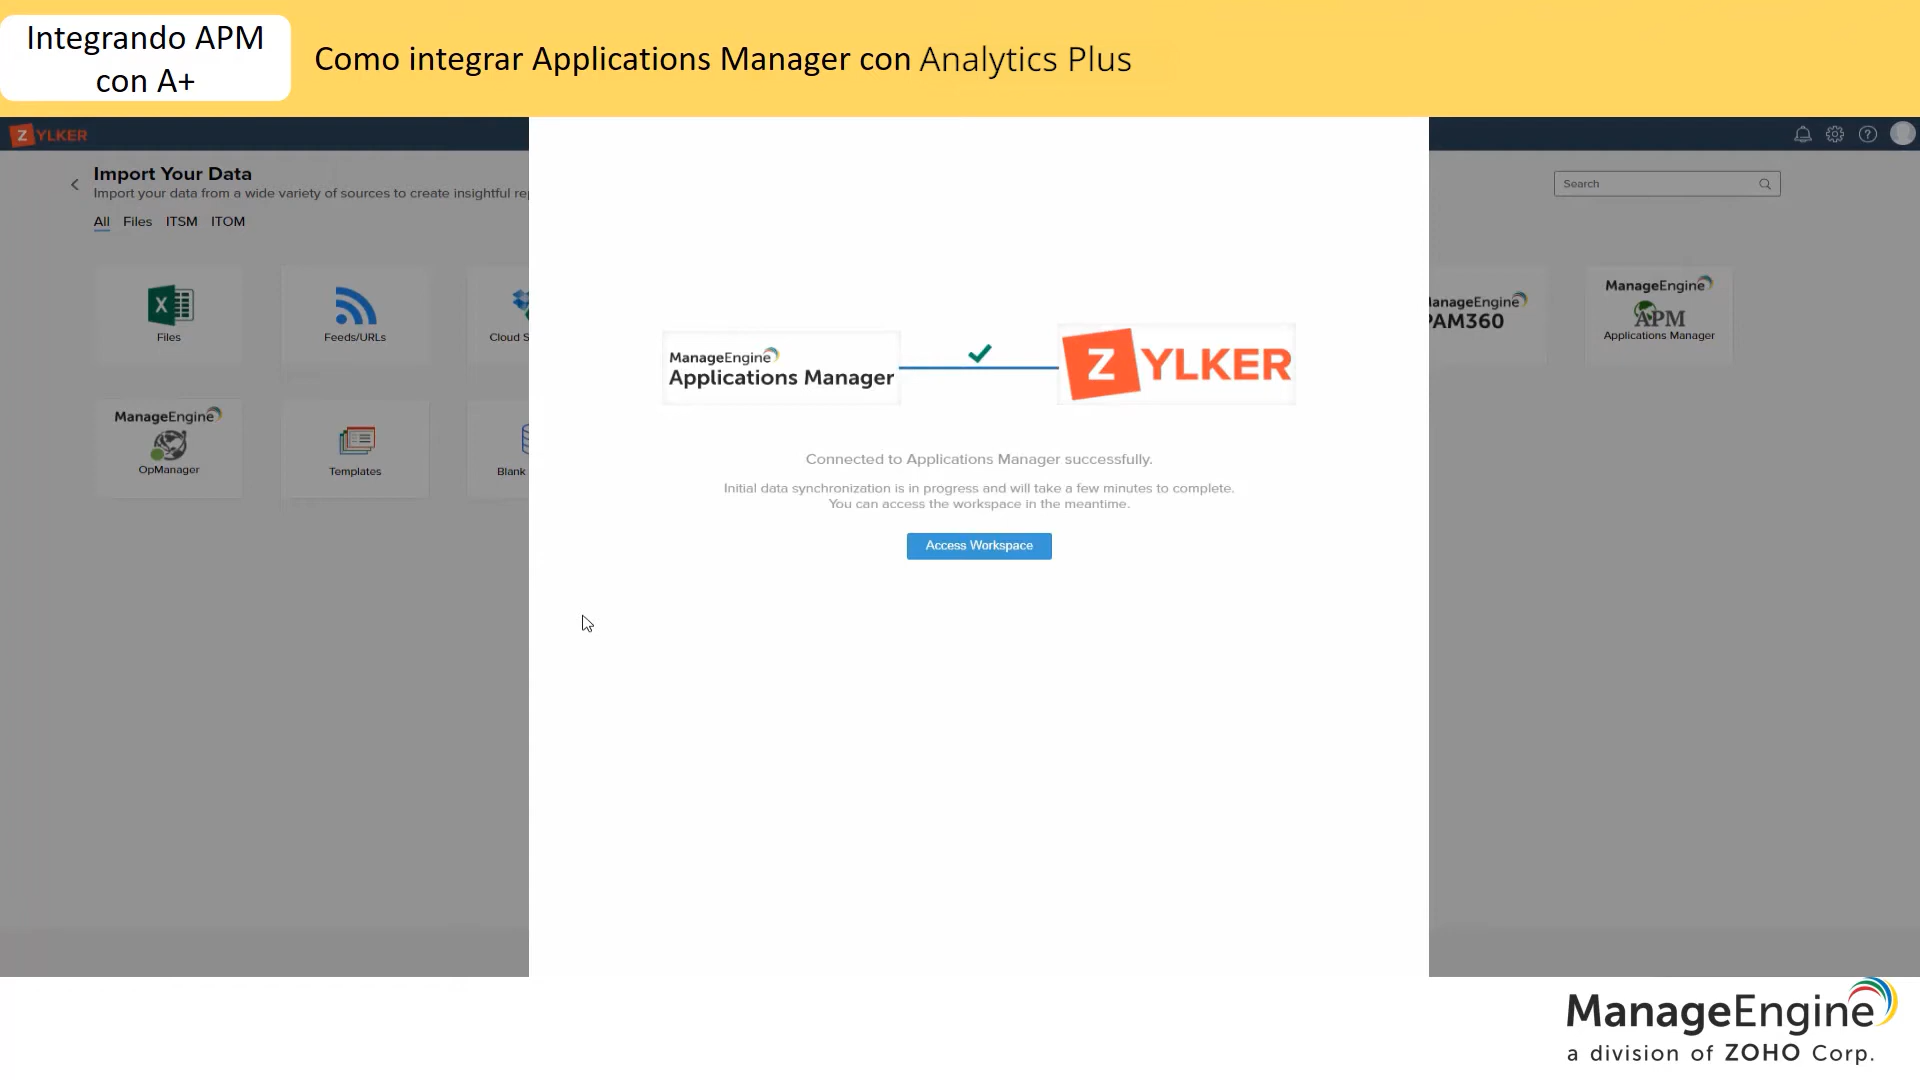 Integrando APM
con A+
Como integrar Applications Manager con Analytics Plus
ZYLKER
Import Your Data
Import your data from a wide variety of sources to create insightful re
All Files ITSM ITOM
Search
Files
Feeds/URLs
Cloud S
ManageEngine
PAM360
ManageEngine
APM
Applications Manager
ManageEngine
OpManager
Templates
Blank
ManageEngine
Applications Manager
ZYLKER
Connected to Applications Manager successfully.
Initial data synchronization is in progress and will take a few minutes to complete.
You can access the workspace in the meantime.
Access Workspace
ManageEngine
a division of ZOHO Corp.